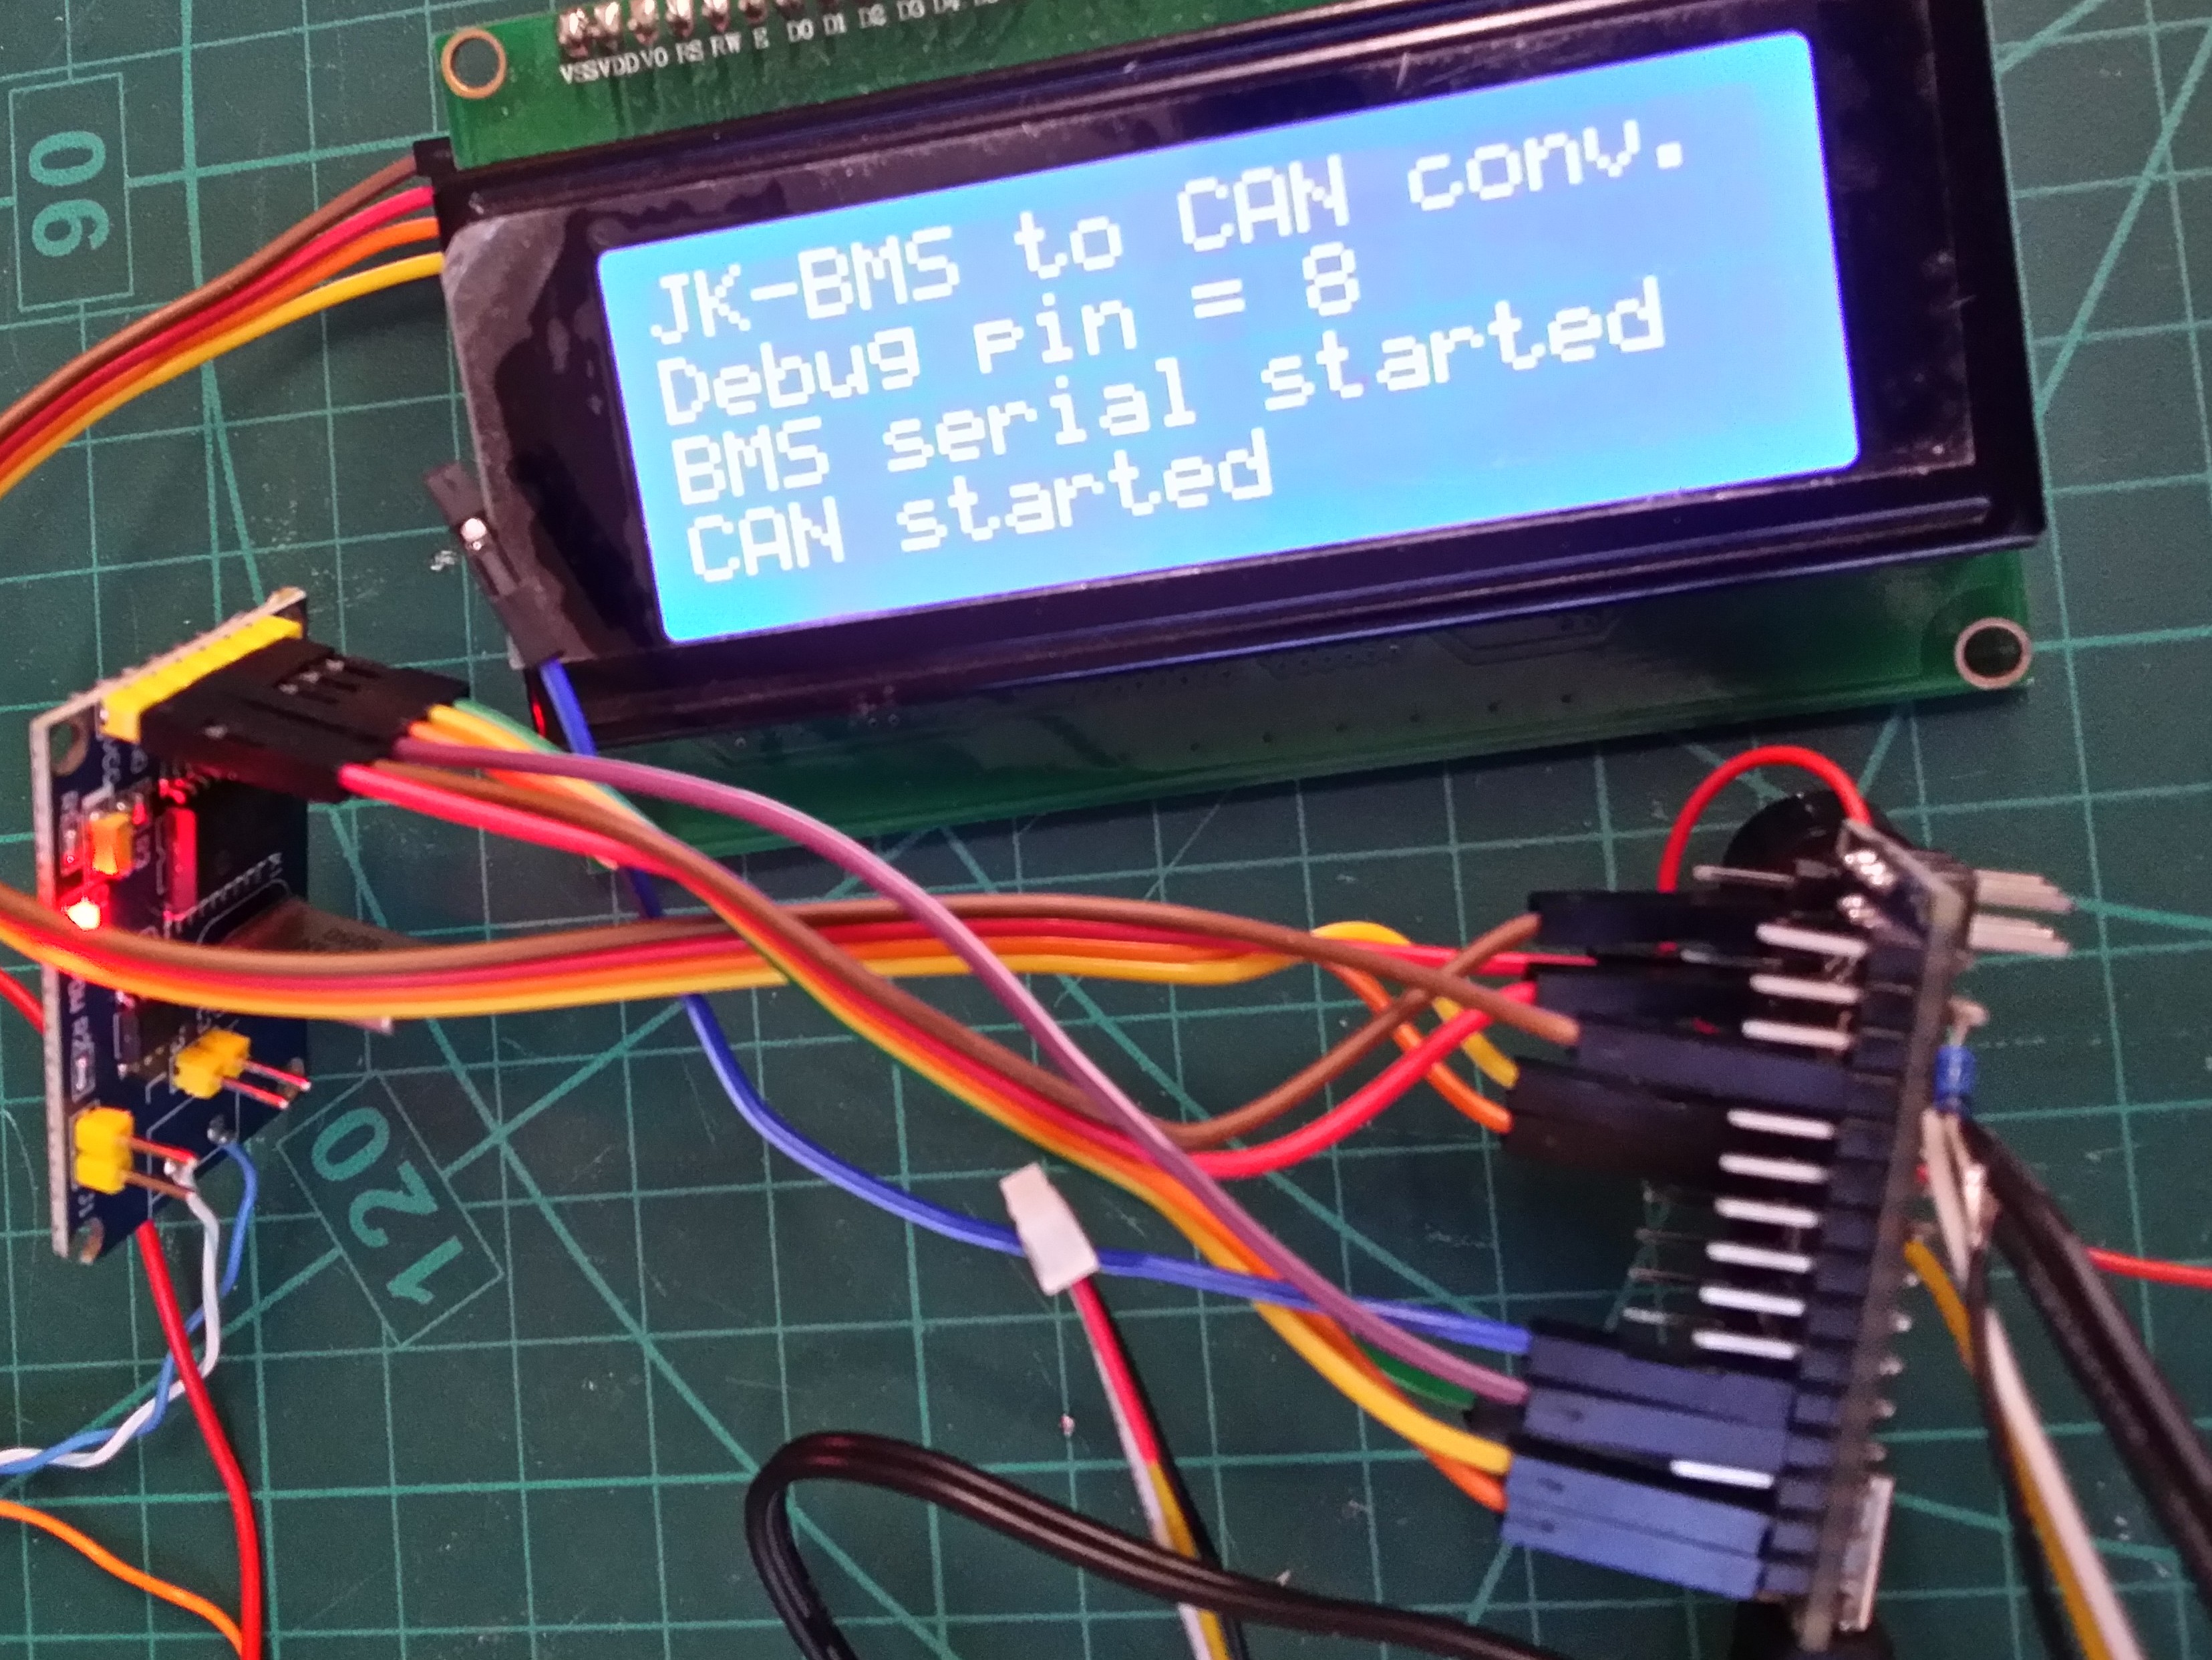 VSS VDD VO RS RW E D0 D1 D2 D3 D4
JK-BMS to CAN conv.
Debug pin = 8
BMS serial started
CAN started
90
120